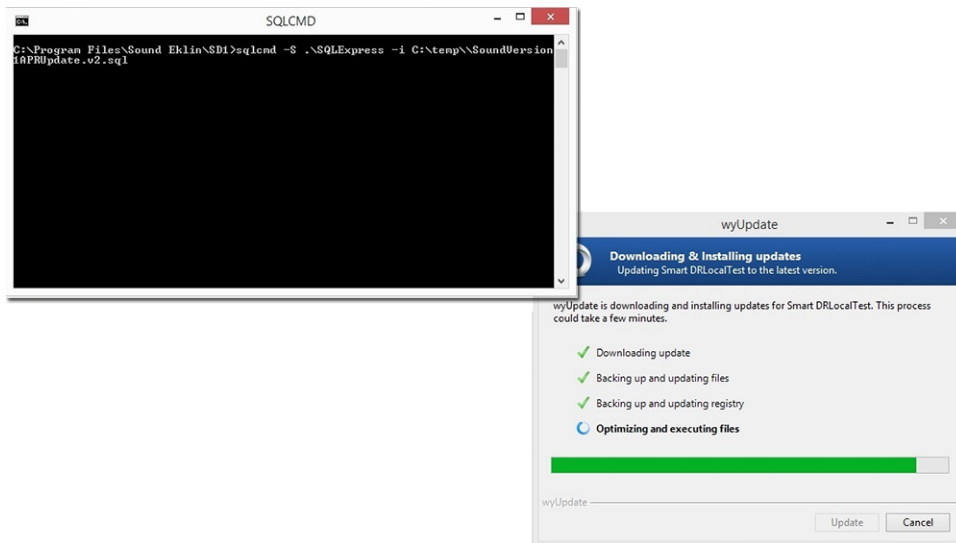 SQLCMD
C:\Program Files\Sound Eklin\SD1>sqlcmd -S .\SQLExpress -i C:\temp\\SoundVersion
1APRUpdate.v2.sql
wyUpdate
Downloading & Installing updates
Updating Smart DRLocalTest to the latest version.
wyUpdate is downloading and installing updates for Smart DRLocalTest. This process
could take a few minutes.
Downloading update
Backing up and updating files
Backing up and updating registry
Optimizing and executing files
wyUpdate
Update Cancel